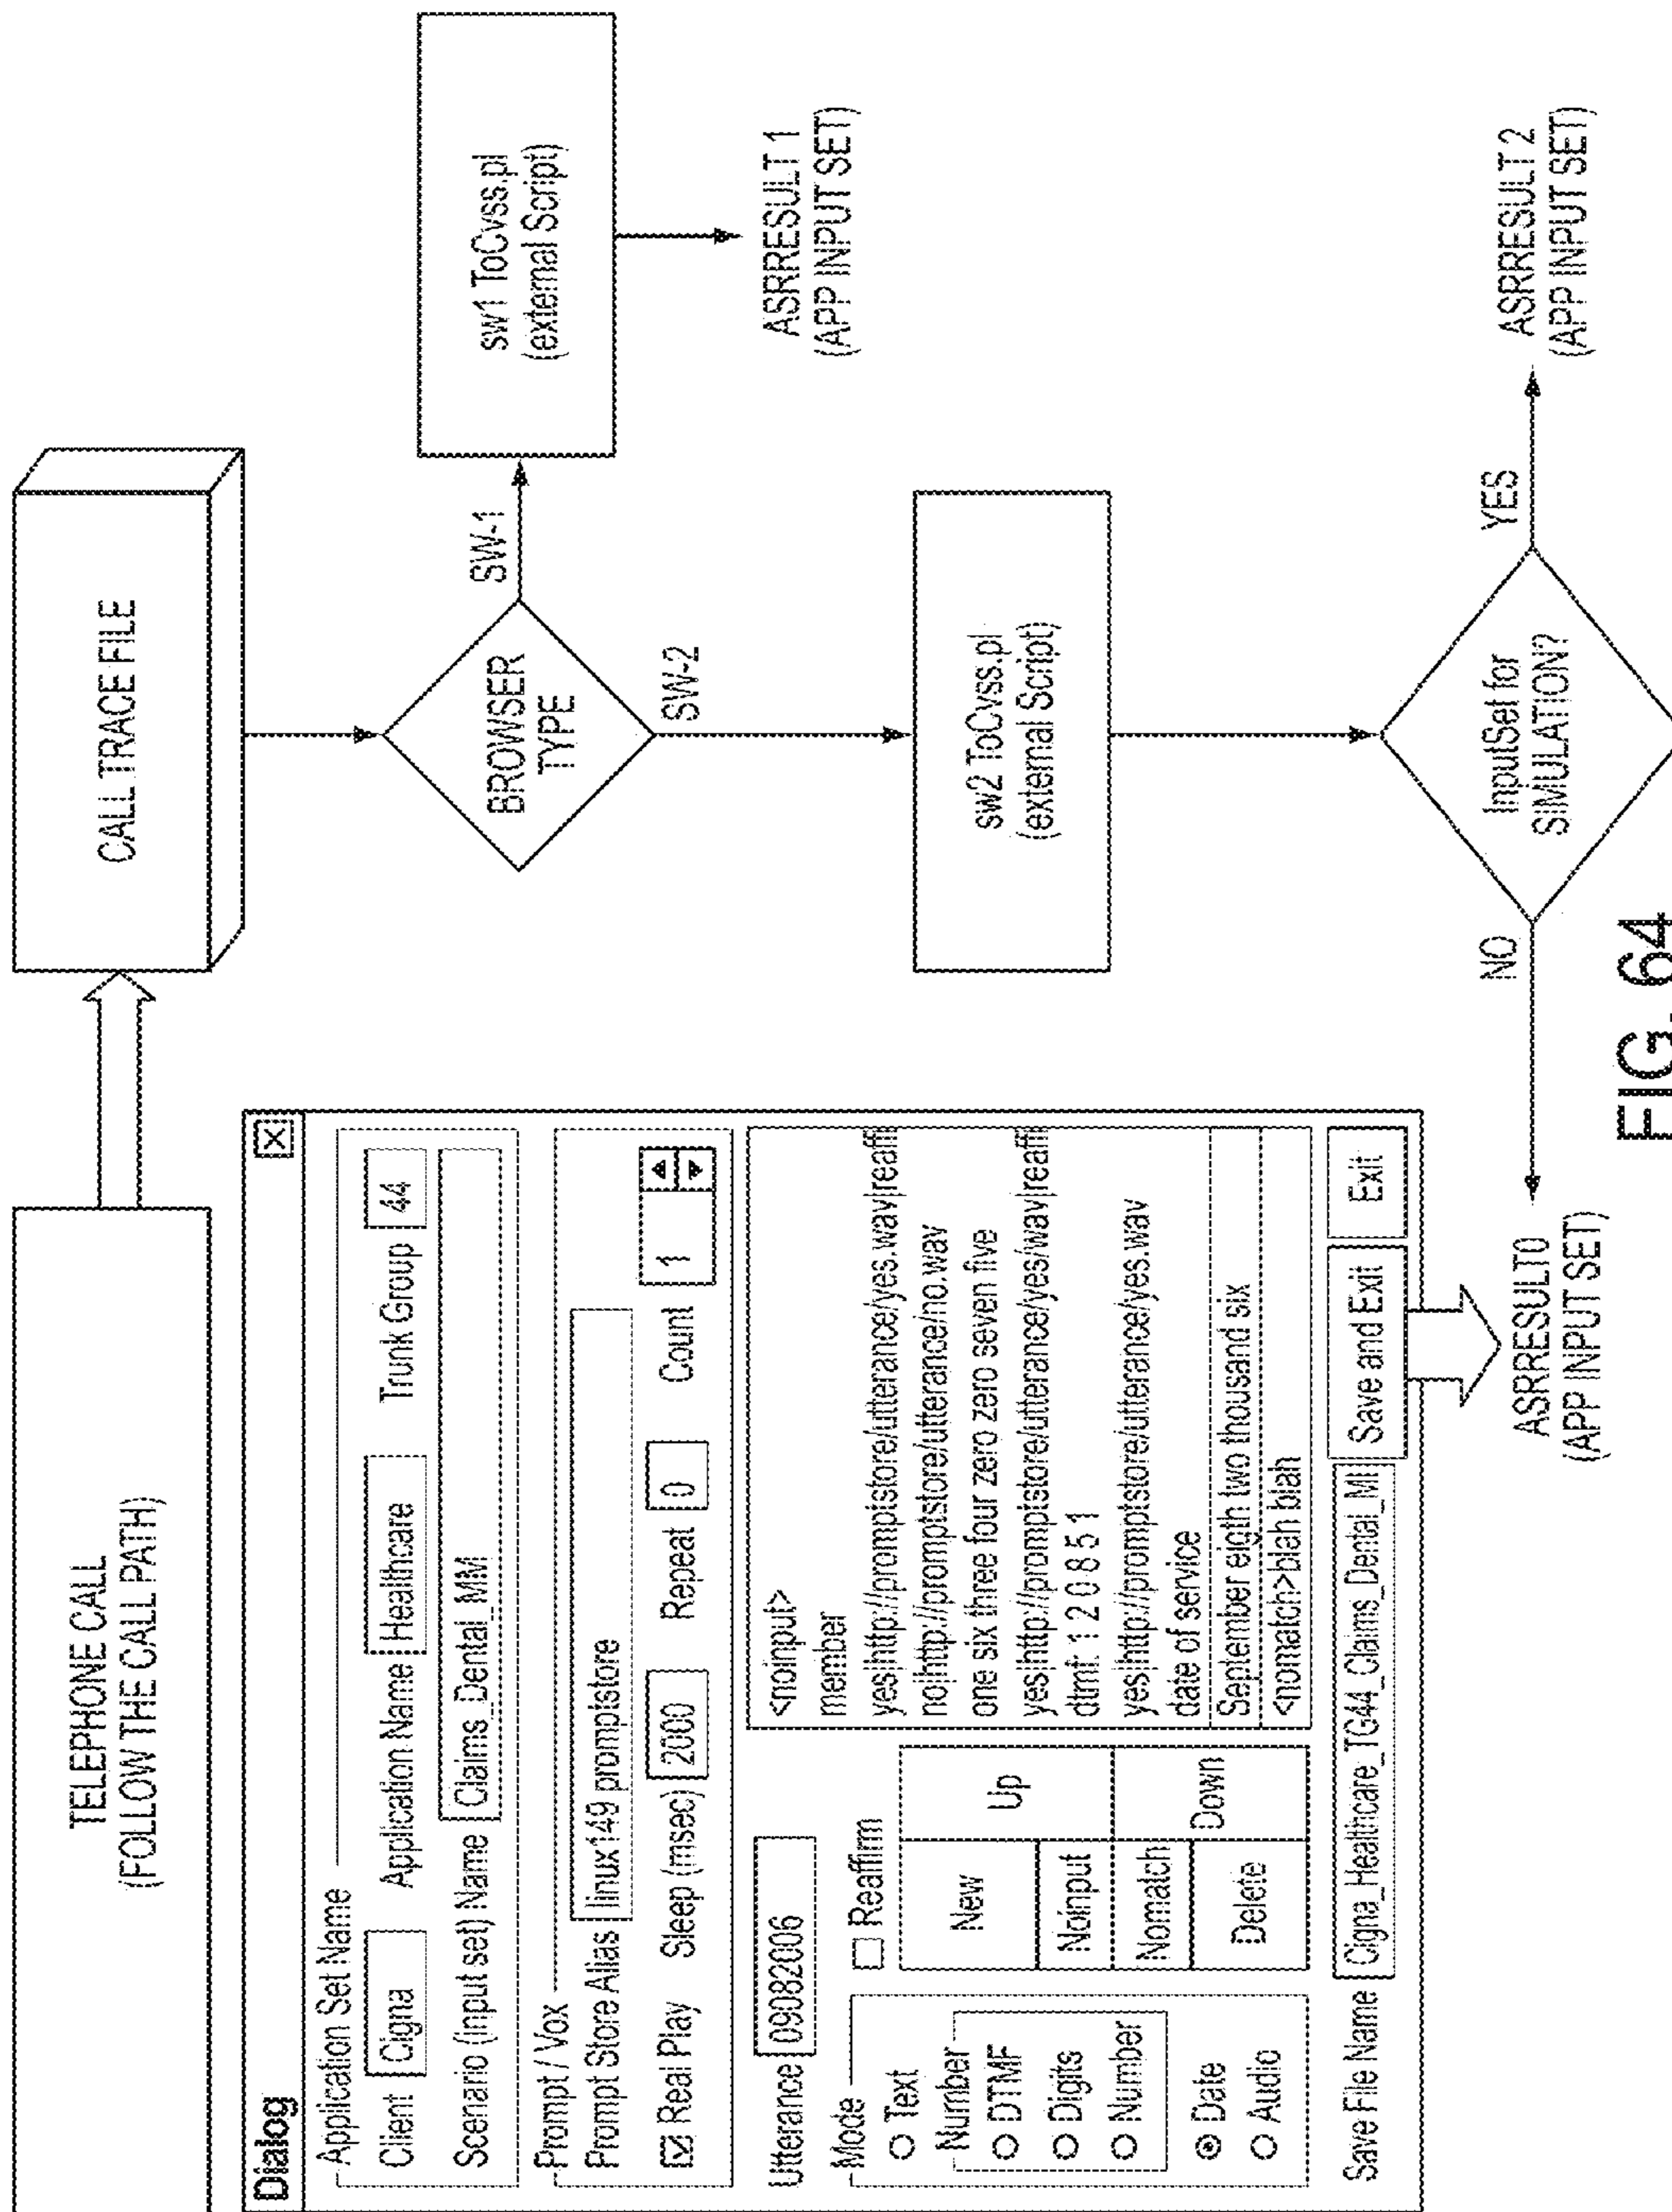 TELEPHONE CALL
(FOLLOW THE CALL PATH)
CALL TRACE FILE
Dialog
Application Set Name
Client Cigna Application Name Healthcare Trunk Group 44
Scenario (input set) Name Claims_Dental_MM
Prompt / Vox
Prompt Store Alias linux149 promptstore
Real Play Sleep (msec) 2000 Repeat 0 Count 1
Utterance 09082006
Mode
Text
Number
DTMF
Digits
Number
Date
Audio
Reaffirm
New
Noinput
Nomatch
Delete
Up
Down
<noinput>
member
yes|http://promptstore/utterance/yes.wav|reaffi
no|http://promptstore/utterance/no.wav
one six three four zero zero seven five
yes|http://promptstore/utterance/yes/wav|reaffi
dtmf: 1 2 0 8 5 1
yes|http://promptstore/utterance/yes.wav
date of service
September eigth two thousand six
<nomatch>blah blah
Save File Name Cigna_Healthcare_TG44_Claims_Dental_MI Save and Exit Exit
BROWSER
TYPE
SW-1
SW-2
sw1 ToCvss.pl
(external Script)
ASRRESULT 1
(APP INPUT SET)
sw2 ToCvss.pl
(external Script)
InputSet for
SIMULATION?
NO
YES
ASRRESULT0
(APP INPUT SET)
ASRRESULT 2
(APP INPUT SET)
FIG. 64